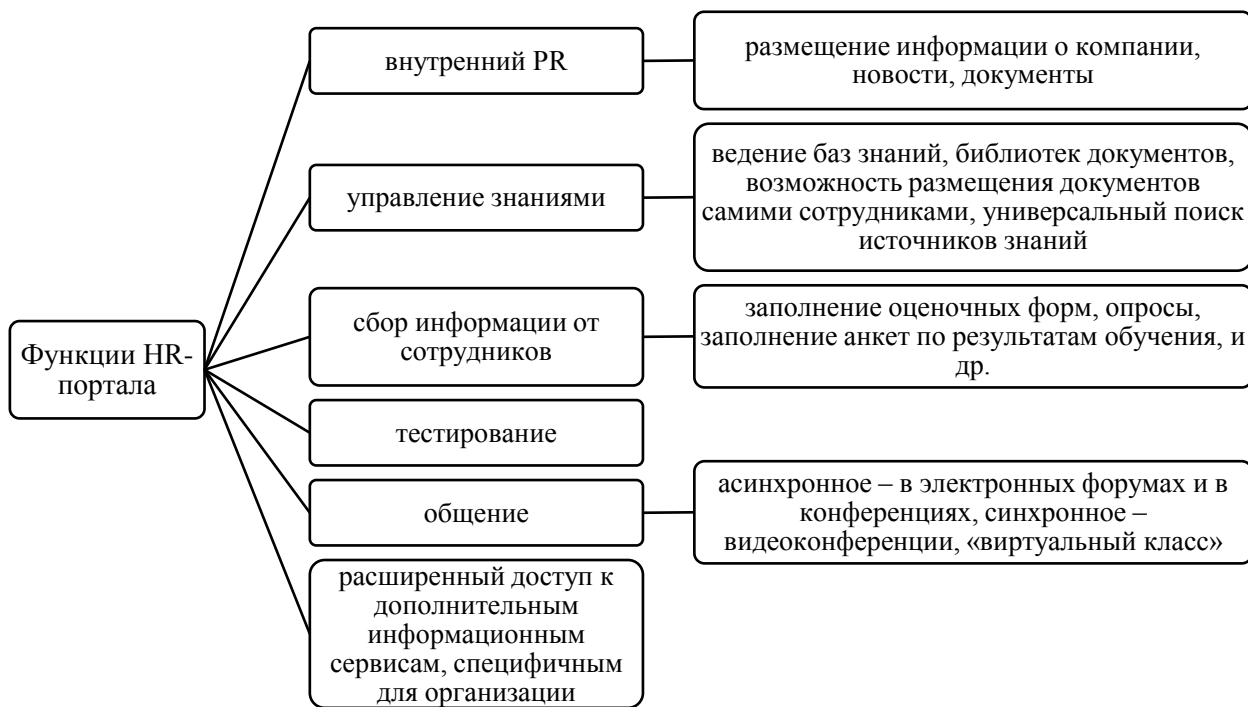 Функции HR-
портала
внутренний PR
размещение информации о компании,
новости, документы
управление знаниями
ведение баз знаний, библиотек документов,
возможность размещения документов
самими сотрудниками, универсальный поиск
источников знаний
сбор информации от
сотрудников
заполнение оценочных форм, опросы,
заполнение анкет по результатам обучения, и
др.
тестирование
общение
асинхронное – в электронных форумах и в
конференциях, синхронное –
видеоконференции, «виртуальный класс»
расширенный доступ к
дополнительным
информационным
сервисам, специфичным
для организации